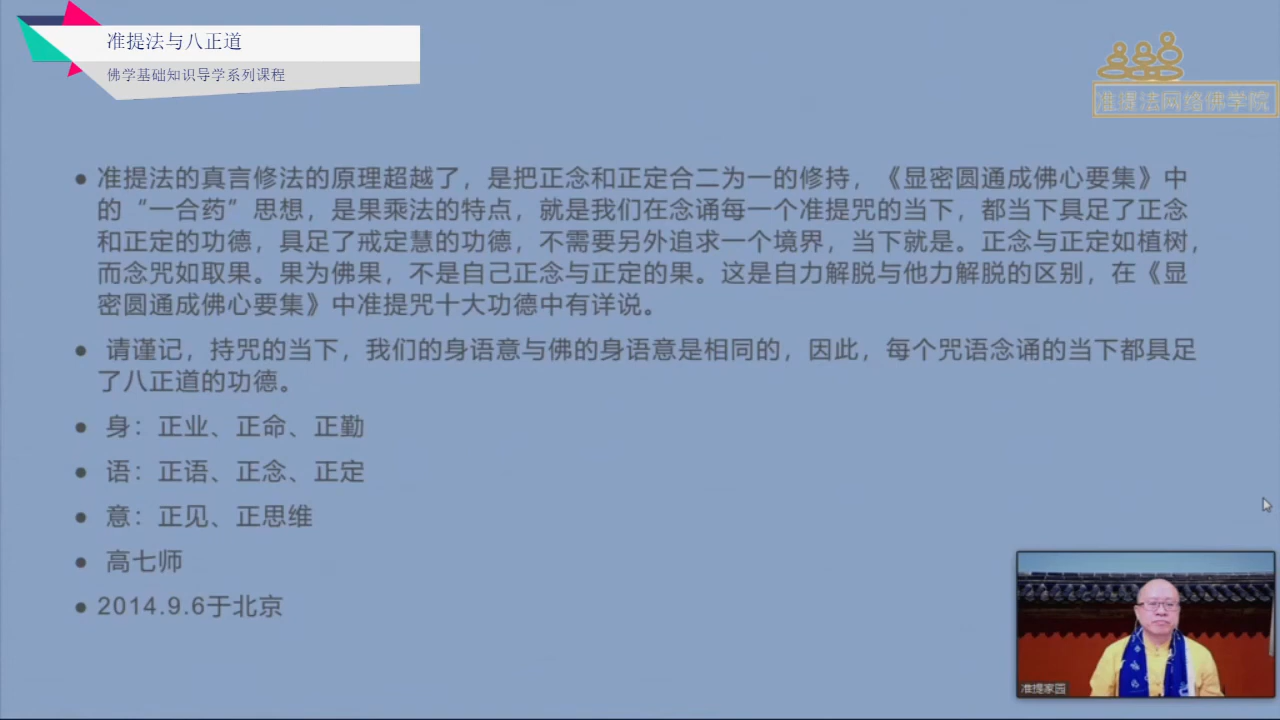 准提法与八正道
佛学基础知识导学系列课程
准提法网络佛学院
● 准提法的真言修法的原理超越了，是把正念和正定合二为一的修持，《显密圆通成佛心要集》中
的“一合药”思想，是果乘法的特点，就是我们在念诵每一个准提咒的当下，都当下具足了正念
和正定的功德，具足了戒定慧的功德，不需要另外追求一个境界，当下就是。正念与正定如植树，
而念咒如取果。果为佛果，不是自己正念与正定的果。这是自力解脱与他力解脱的区别，在《显
密圆通成佛心要集》中准提咒十大功德中有详说。
● 请谨记，持咒的当下，我们的身语意与佛的身语意是相同的，因此，每个咒语念诵的当下都具足
了八正道的功德。
● 身：正业、正命、正勤
● 语：正语、正念、正定
● 意：正见、正思维
● 高七师
● 2014.9.6于北京
准提家园